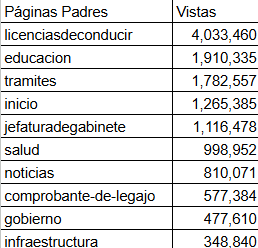 Páginas Padres Vistas
licenciasdeconducir 4,033,460
educacion 1,910,335
tramites 1,782,557
inicio 1,265,385
jefaturadegabinete 1,116,478
salud 998,952
noticias 810,071
comprobante-de-legajo 577,384
gobierno 477,610
infraestructura 348,840